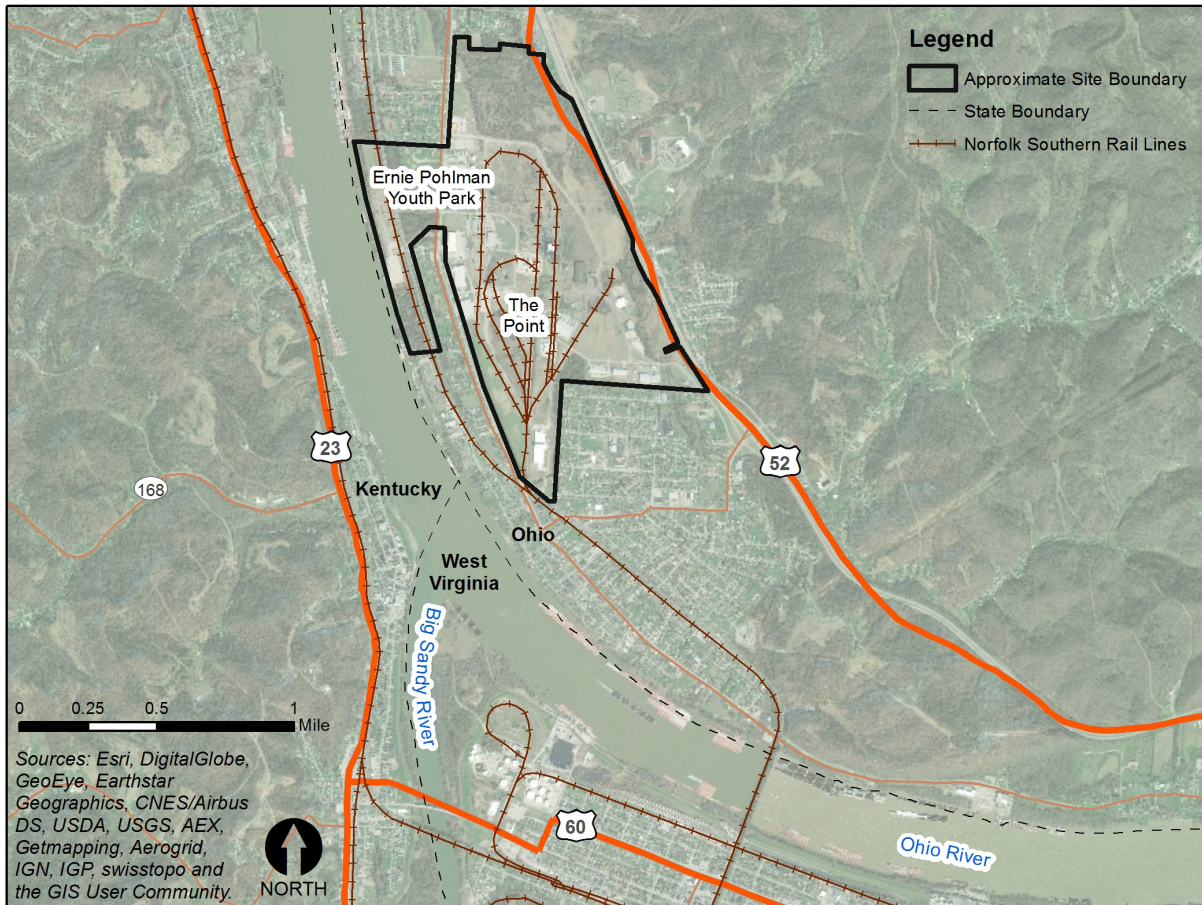 Legend
Approximate Site Boundary
State Boundary
Norfolk Southern Rail Lines
Ernie Pohlman
Youth Park
The
Point
23
168
52
Kentucky
Ohio
West
Virginia
Big Sandy River
Ohio River
60
0 0.25 0.5 1
Mile
Sources: Esri, DigitalGlobe,
GeoEye, Earthstar
Geographics, CNES/Airbus
DS, USDA, USGS, AEX,
Getmapping, Aerogrid,
IGN, IGP, swisstopo and
the GIS User Community.
NORTH